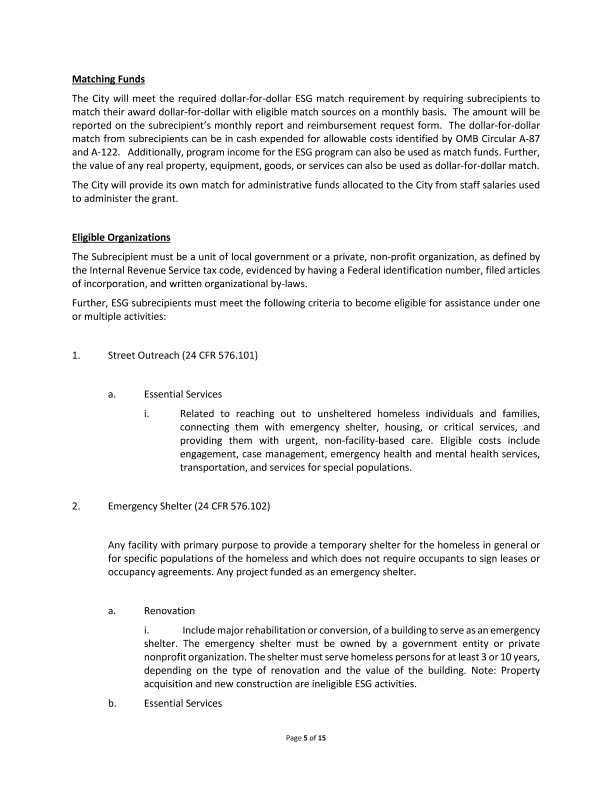 Matching Funds
The City will meet the required dollar-for-dollar ESG match requirement by requiring subrecipients to
match their award dollar-for-dollar with eligible match sources on a monthly basis.  The amount will be
reported on the subrecipient's monthly report and reimbursement request form.  The dollar-for-dollar
match from subrecipients can be in cash expended for allowable costs identified by OMB Circular A-87
and A-122.  Additionally, program income for the ESG program can also be used as match funds. Further,
the value of any real property, equipment, goods, or services can also be used as dollar-for-dollar match.
The City will provide its own match for administrative funds allocated to the City from staff salaries used
to administer the grant.
Eligible Organizations
The Subrecipient must be a unit of local government or a private, non-profit organization, as defined by
the Internal Revenue Service tax code, evidenced by having a Federal identification number, filed articles
of incorporation, and written organizational by-laws.
Further, ESG subrecipients must meet the following criteria to become eligible for assistance under one
or multiple activities:
1. Street Outreach (24 CFR 576.101)
a. Essential Services
i. Related to reaching out to unsheltered homeless individuals and families,
connecting them with emergency shelter, housing, or critical services, and
providing them with urgent, non-facility-based care. Eligible costs include
engagement, case management, emergency health and mental health services,
transportation, and services for special populations.
2. Emergency Shelter (24 CFR 576.102)
Any facility with primary purpose to provide a temporary shelter for the homeless in general or
for specific populations of the homeless and which does not require occupants to sign leases or
occupancy agreements. Any project funded as an emergency shelter.
a. Renovation
i. Include major rehabilitation or conversion, of a building to serve as an emergency
shelter. The emergency shelter must be owned by a government entity or private
nonprofit organization. The shelter must serve homeless persons for at least 3 or 10 years,
depending on the type of renovation and the value of the building. Note: Property
acquisition and new construction are ineligible ESG activities.
b. Essential Services
Page 5 of 15